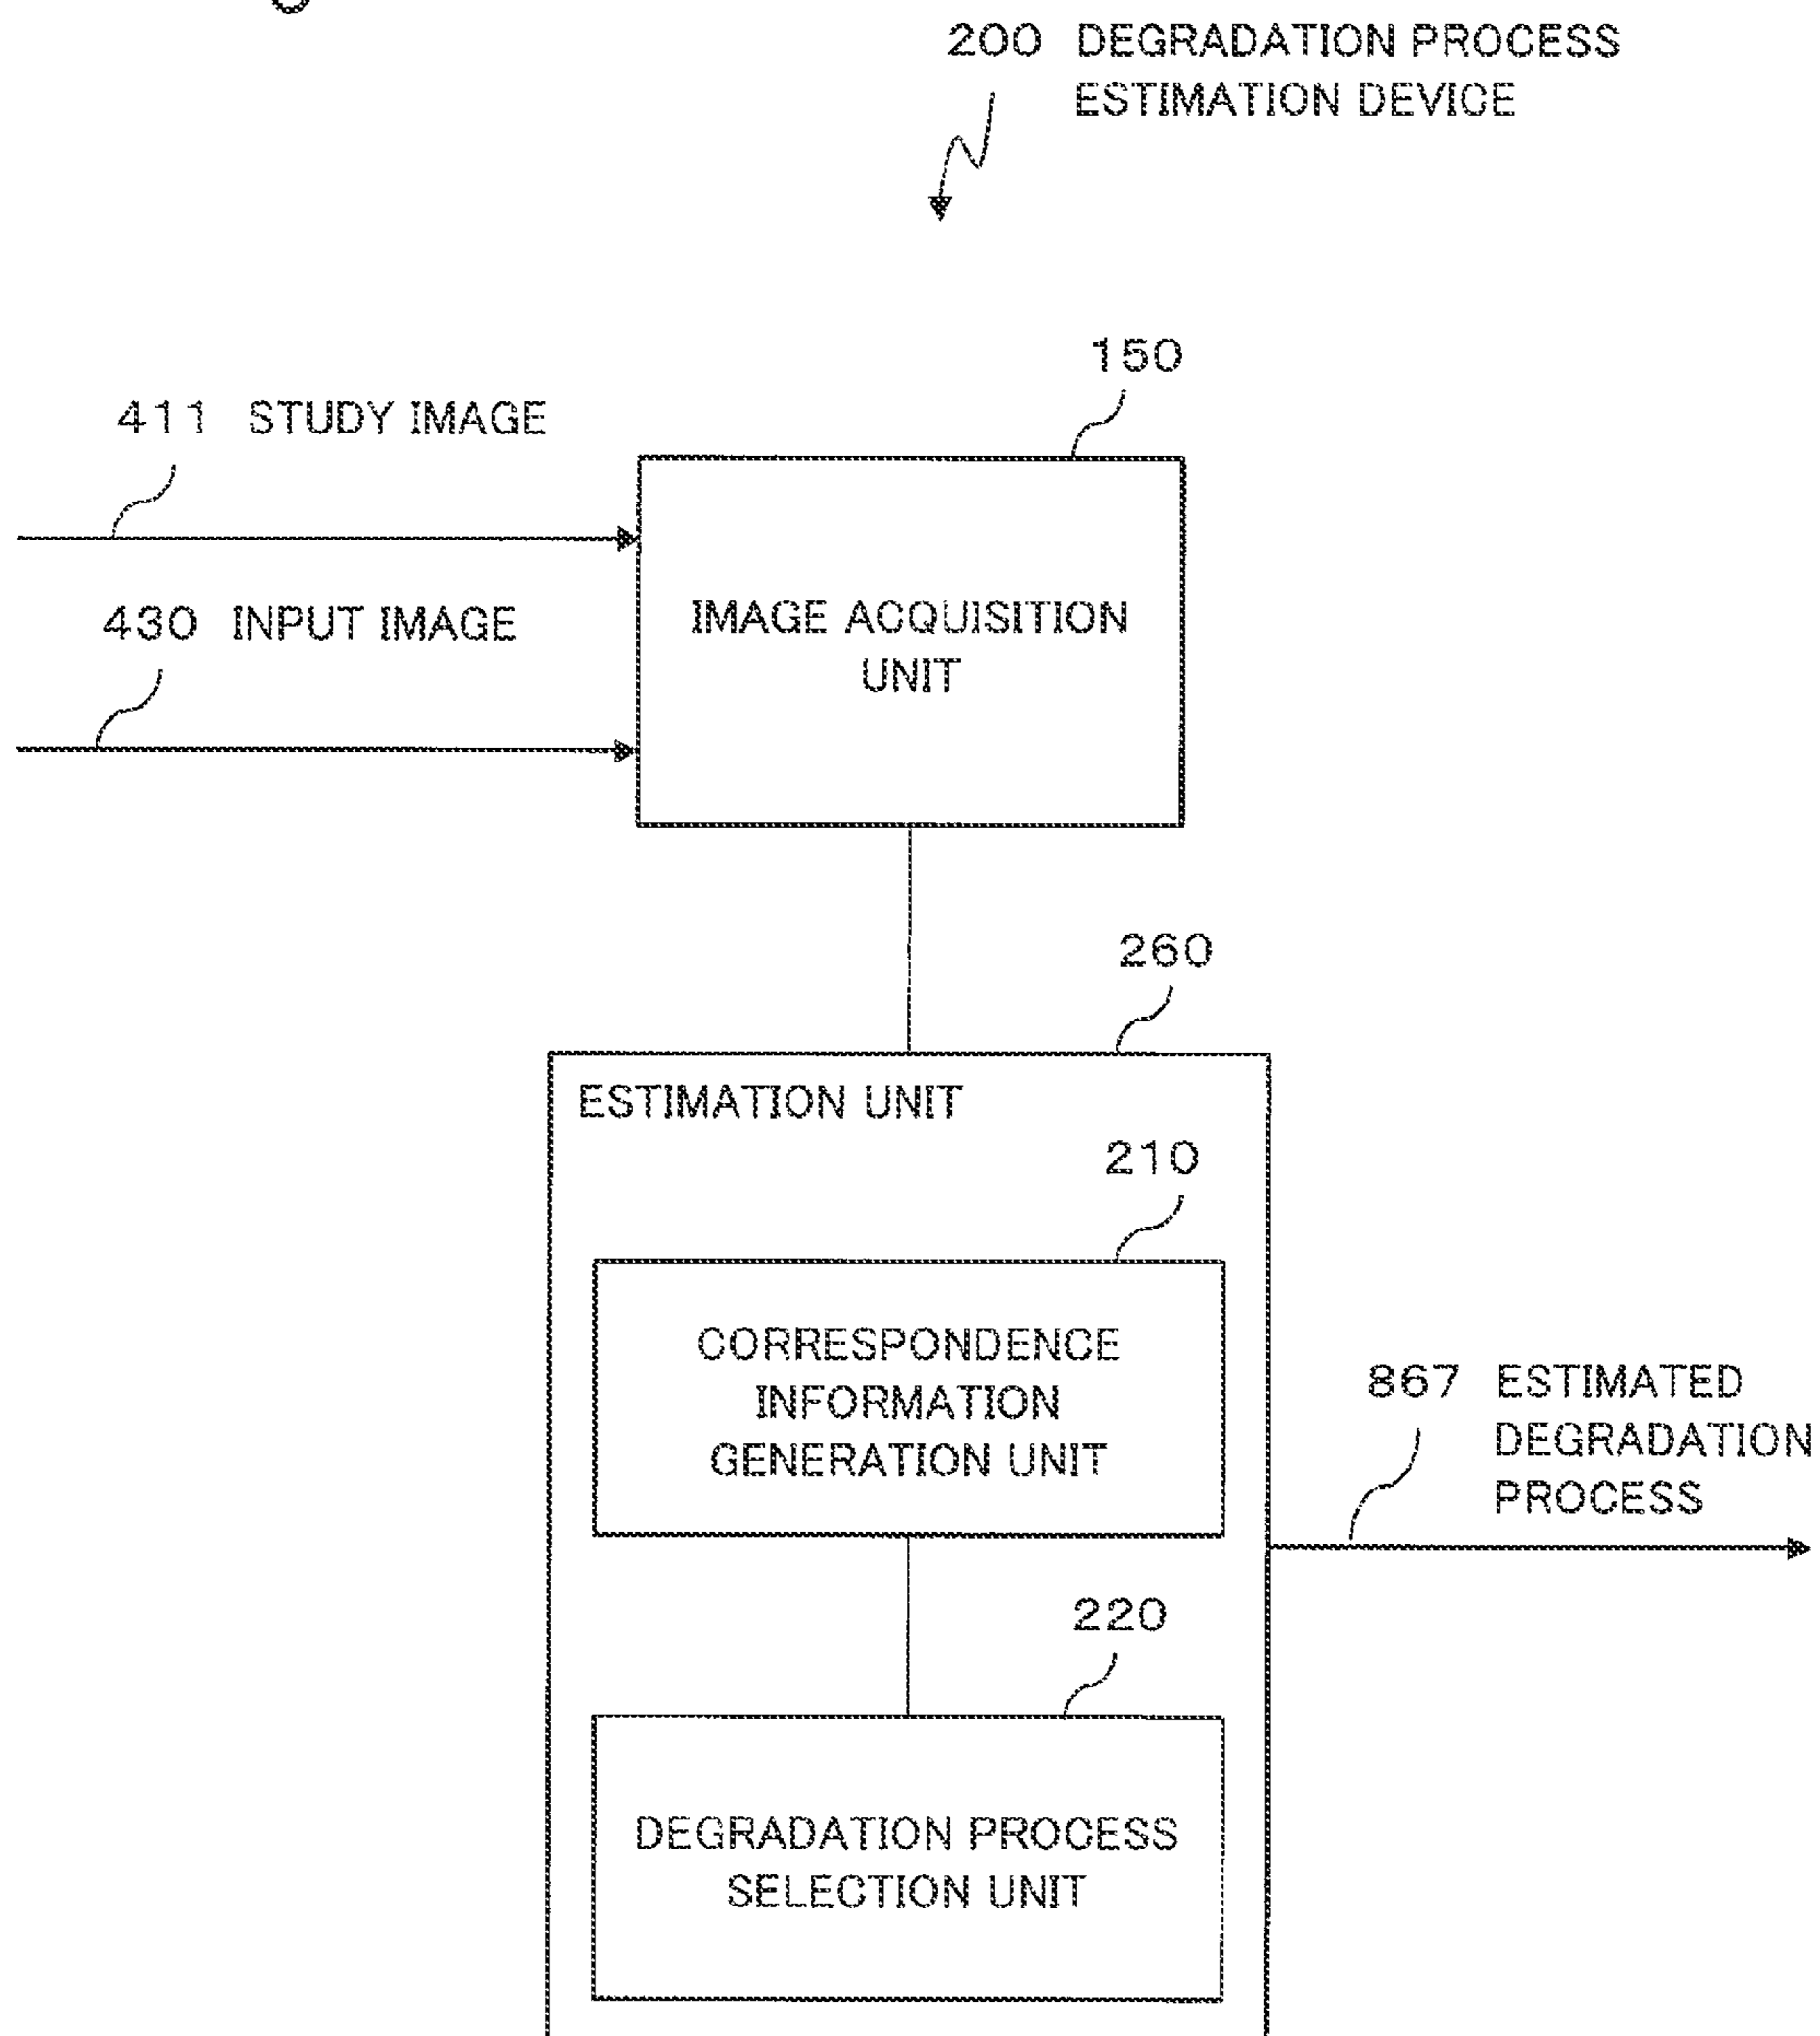 200 DEGRADATION PROCESS
ESTIMATION DEVICE
150
411 STUDY IMAGE
430 INPUT IMAGE
IMAGE ACQUISITION
UNIT
260
ESTIMATION UNIT
210
CORRESPONDENCE
INFORMATION
GENERATION UNIT
867 ESTIMATED
DEGRADATION
PROCESS
220
DEGRADATION PROCESS
SELECTION UNIT